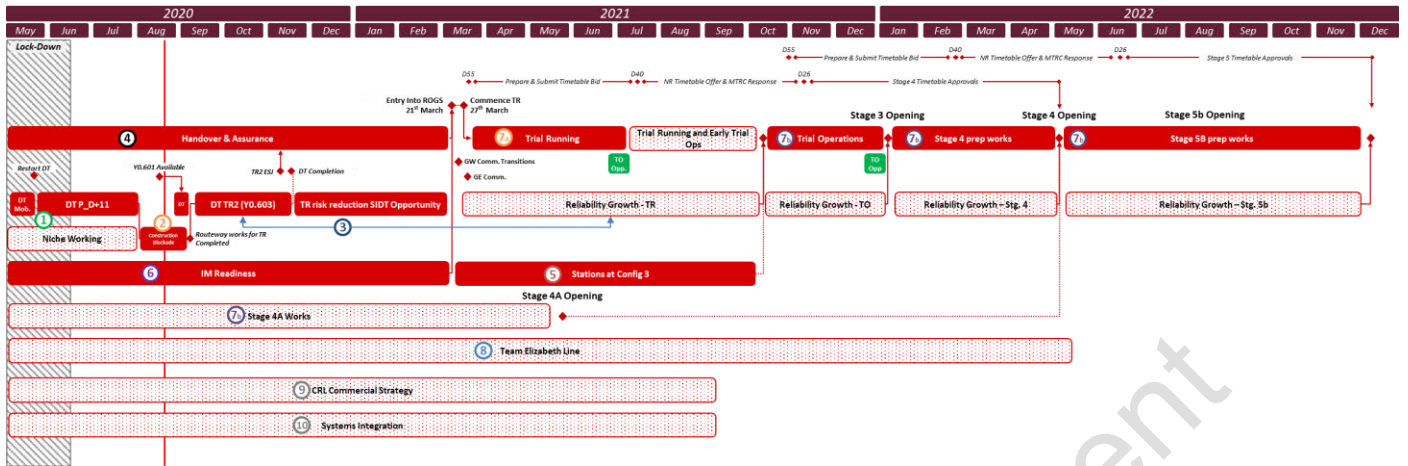 2020
2021
2022
May Jun Jul Aug Sep Oct Nov Dec Jan Feb Mar Apr May Jun Jul Aug Sep Oct Nov Dec Jan Feb Mar Apr May Jun Jul Aug Sep Oct Nov Dec
Lock-Down
D55
Prepare & Submit Timetable Bid
D40
NR Timetable Offer & MTRC Response
D26
Stage 5 Timetable Approvals
D55
Prepare & Submit Timetable Bid
D40
NR Timetable Offer & MTRC Response
D26
Stage 4 Timetable Approvals
Entry Into ROGS
21st March
Commence TR
27th March
Stage 3 Opening
Stage 4 Opening
Stage 5b Opening
4
Handover & Assurance
7a
Trial Running
Trial Running and Early Trial
Ops
7b
Trial Operations
7b
Stage 4 prep works
7b
Stage 5B prep works
Restart DT
Y0.601 Available
TR2 ESJ
DT Completion
GW Comm. Transitions
GE Comm.
TO
Opp.
TO
Opp
DT
Mob.
DT P_D+11
DT
DT TR2 (Y0.603)
TR risk reduction SIDT Opportunity
Reliability Growth - TR
Reliability Growth - TO
Reliability Growth – Stg. 4
Reliability Growth – Stg. 5b
1
2
3
Niche Working
Construction
Blockade
Routeway works for TR
Completed
6
IM Readiness
5
Stations at Config 3
Stage 4A Opening
7b
Stage 4A Works
8
Team Elizabeth Line
9
CRL Commercial Strategy
10
Systems Integration
ent